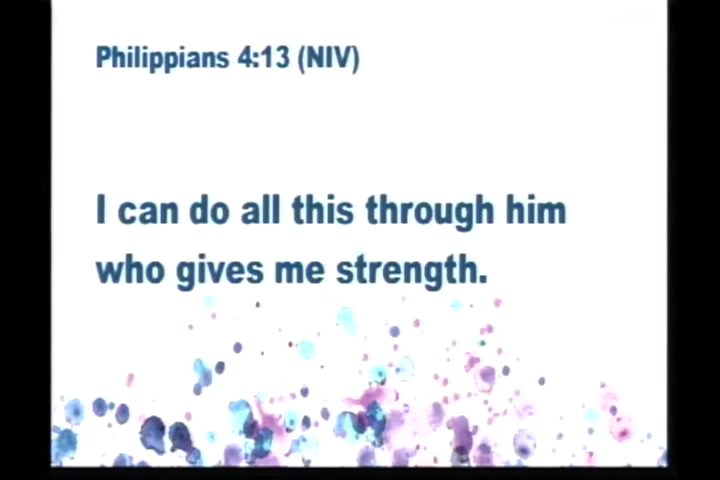 Philippians 4:13 (NIV)
I can do all this through him
who gives me strength.